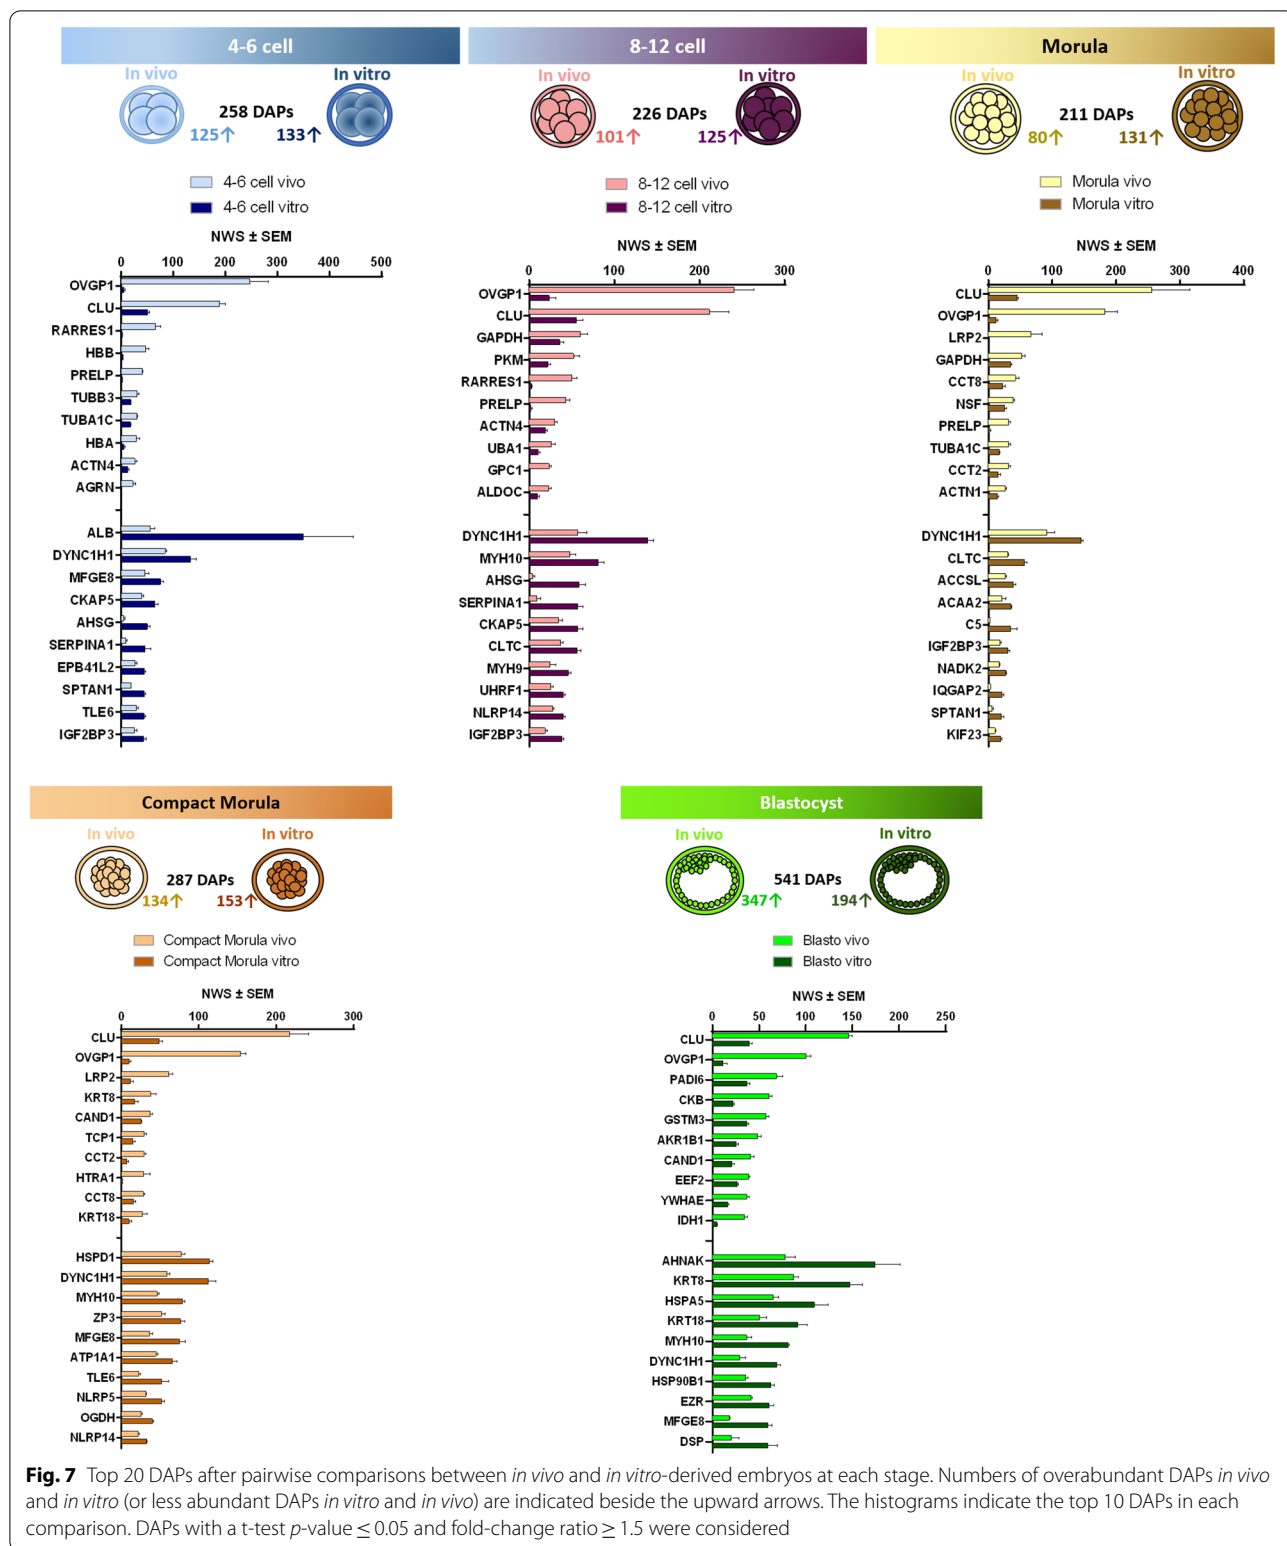 4-6 cell
In vivo
In vitro
258 DAPs
125↑
133↑
4-6 cell vivo
4-6 cell vitro
NWS ± SEM
0 100 200 300 400 500
OVGP1
CLU
RARRES1
HBB
PRELP
TUBB3
TUBA1C
HBA
ACTN4
AGRN
ALB
DYNC1H1
MFGE8
CKAP5
AHSG
SERPINA1
EPB41L2
SPTAN1
TLE6
IGF2BP3
8-12 cell
In vivo
In vitro
226 DAPs
101↑
125↑
8-12 cell vivo
8-12 cell vitro
NWS ± SEM
0 100 200 300
OVGP1
CLU
GAPDH
PKM
RARRES1
PRELP
ACTN4
UBA1
GPC1
ALDOC
DYNC1H1
MYH10
AHSG
SERPINA1
CKAP5
CLTC
MYH9
UHRF1
NLRP14
IGF2BP3
Morula
In vivo
In vitro
211 DAPs
80↑
131↑
Morula vivo
Morula vitro
NWS ± SEM
0 100 200 300 400
CLU
OVGP1
LRP2
GAPDH
CCT8
NSF
PRELP
TUBA1C
CCT2
ACTN1
DYNC1H1
CLTC
ACCSL
ACAA2
C5
IGF2BP3
NADK2
IQGAP2
SPTAN1
KIF23
Compact Morula
In vivo
In vitro
287 DAPs
134↑
153↑
Compact Morula vivo
Compact Morula vitro
NWS ± SEM
0 100 200 300
CLU
OVGP1
LRP2
KRT8
CAND1
TCP1
CCT2
HTRA1
CCT8
KRT18
HSPD1
DYNC1H1
MYH10
ZP3
MFGE8
ATP1A1
TLE6
NLRP5
OGDH
NLRP14
Blastocyst
In vivo
In vitro
541 DAPs
347↑
194↑
Blasto vivo
Blasto vitro
NWS ± SEM
0 50 100 150 200 250
CLU
OVGP1
PADI6
CKB
GSTM3
AKR1B1
CAND1
EEF2
YWHAE
IDH1
AHNAK
KRT8
HSPA5
KRT18
MYH10
DYNC1H1
HSP90B1
EZR
MFGE8
DSP
Fig. 7 Top 20 DAPs after pairwise comparisons between in vivo and in vitro-derived embryos at each stage. Numbers of overabundant DAPs in vivo
and in vitro (or less abundant DAPs in vitro and in vivo) are indicated beside the upward arrows. The histograms indicate the top 10 DAPs in each
comparison. DAPs with a t-test p-value ≤ 0.05 and fold-change ratio ≥ 1.5 were considered